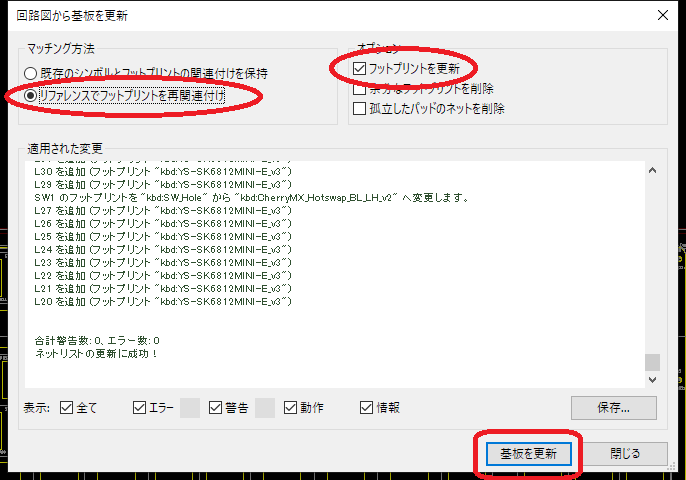 回路図から基板を更新
マッチング方法
既存のシンボルとフットプリントの関連付けを保持
リファレンスでフットプリントを再関連付け
オプション
フットプリントを更新
余分なフットプリントを削除
孤立したパッドのネットを削除
適用された変更
L30 を追加 (フットプリント "kbd:YS-SK6812MINI-E_v3")
L29 を追加 (フットプリント "kbd:YS-SK6812MINI-E_v3")
SW1 のフットプリントを "kbd:SW_Hole" から "kbd:CherryMX_Hotswap_BL_LH_v2" へ変更します。
L27 を追加 (フットプリント "kbd:YS-SK6812MINI-E_v3")
L26 を追加 (フットプリント "kbd:YS-SK6812MINI-E_v3")
L25 を追加 (フットプリント "kbd:YS-SK6812MINI-E_v3")
L24 を追加 (フットプリント "kbd:YS-SK6812MINI-E_v3")
L23 を追加 (フットプリント "kbd:YS-SK6812MINI-E_v3")
L22 を追加 (フットプリント "kbd:YS-SK6812MINI-E_v3")
L21 を追加 (フットプリント "kbd:YS-SK6812MINI-E_v3")
L20 を追加 (フットプリント "kbd:YS-SK6812MINI-E_v3")
合計警告数: 0、エラー数: 0
ネットリストの更新に成功！
表示: 全て エラー 警告 動作 情報 保存...
基板を更新 閉じる